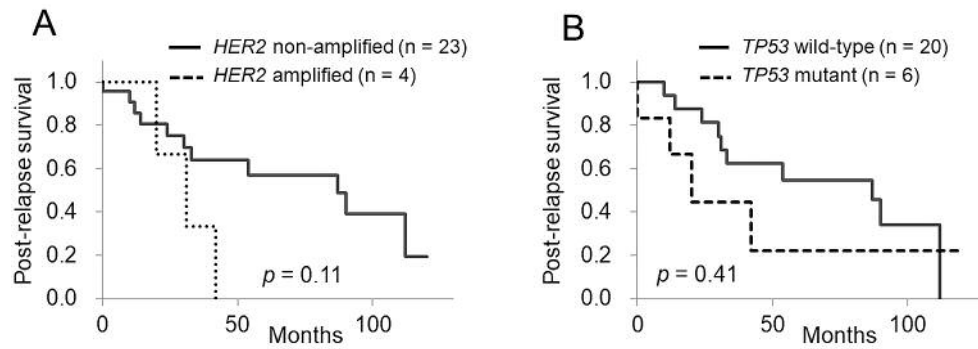 A
HER2 non-amplified (n = 23)
HER2 amplified (n = 4)
Post-relapse survival
1.0
0.8
0.6
0.4
0.2
0.0
p = 0.11
0
50
100
Months
B
TP53 wild-type (n = 20)
TP53 mutant (n = 6)
Post-relapse survival
1.0
0.8
0.6
0.4
0.2
0.0
p = 0.41
0
50
100
Months